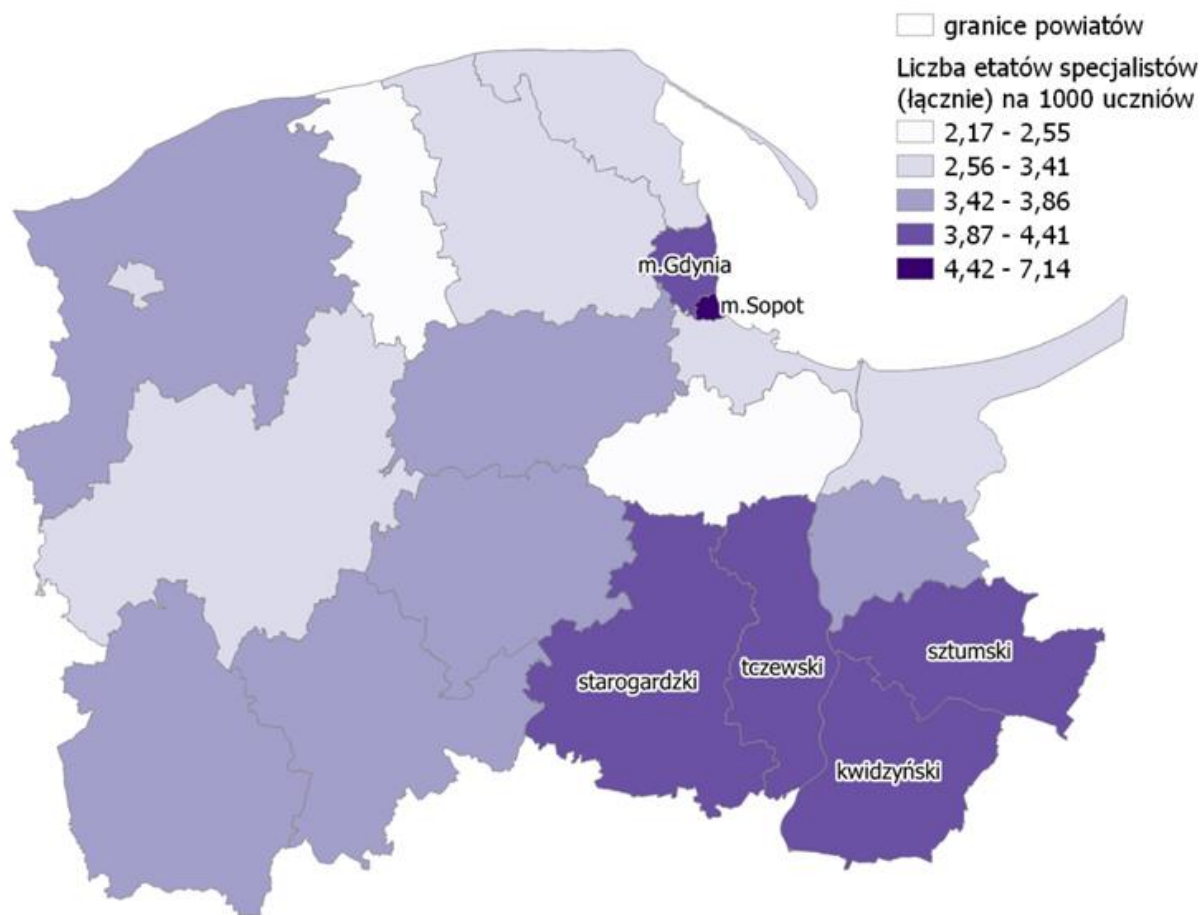 granice powiatów
Liczba etatów specjalistów
(łącznie) na 1000 uczniów
2,17 - 2,55
2,56 - 3,41
3,42 - 3,86
3,87 - 4,41
4,42 - 7,14
m.Gdynia
m.Sopot
sztumski
tczewski
starogardzki
kwidzyński